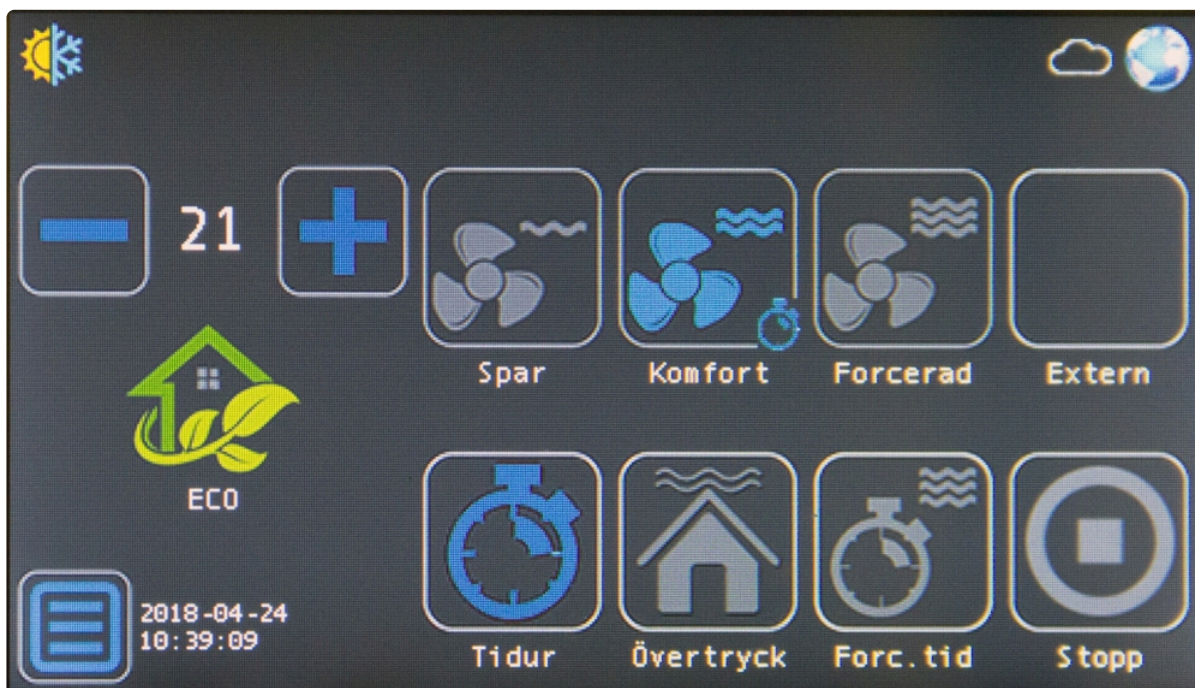 21
Spar
Komfort
Forcerad
Extern
ECO
2018-04-24
10:39:09
Tidur
Övertryck
Forc.tid
Stopp